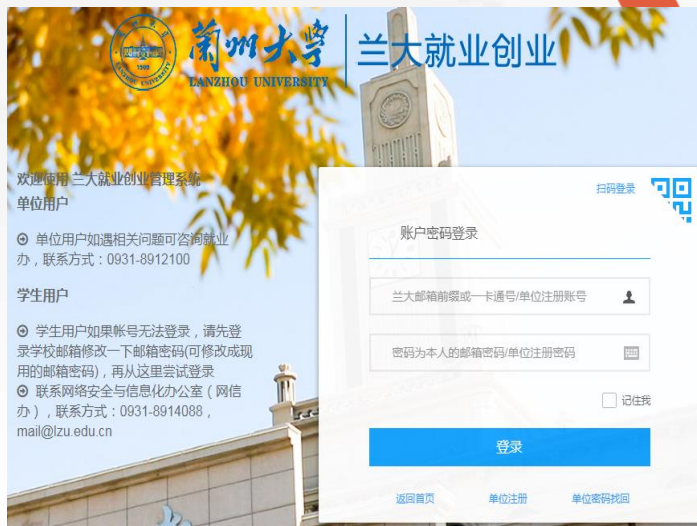 兰州大学
LANZHOU UNIVERSITY
1909
兰大就业创业
欢迎使用 兰大就业创业管理系统
单位用户
单位用户如遇相关问题可咨询就业
办，联系方式：0931-8912100
学生用户
学生用户如果帐号无法登录，请先登
录学校邮箱修改一下邮箱密码(可修改成现
用的邮箱密码)，再从这里尝试登录
联系网络安全与信息化办公室（网信
办），联系方式：0931-8914088，
mail@lzu.edu.cn
扫码登录
账户密码登录
兰大邮箱前缀或一卡通号/单位注册账号
密码为本人的邮箱密码/单位注册密码
记住我
登录
返回首页 单位注册 单位密码找回